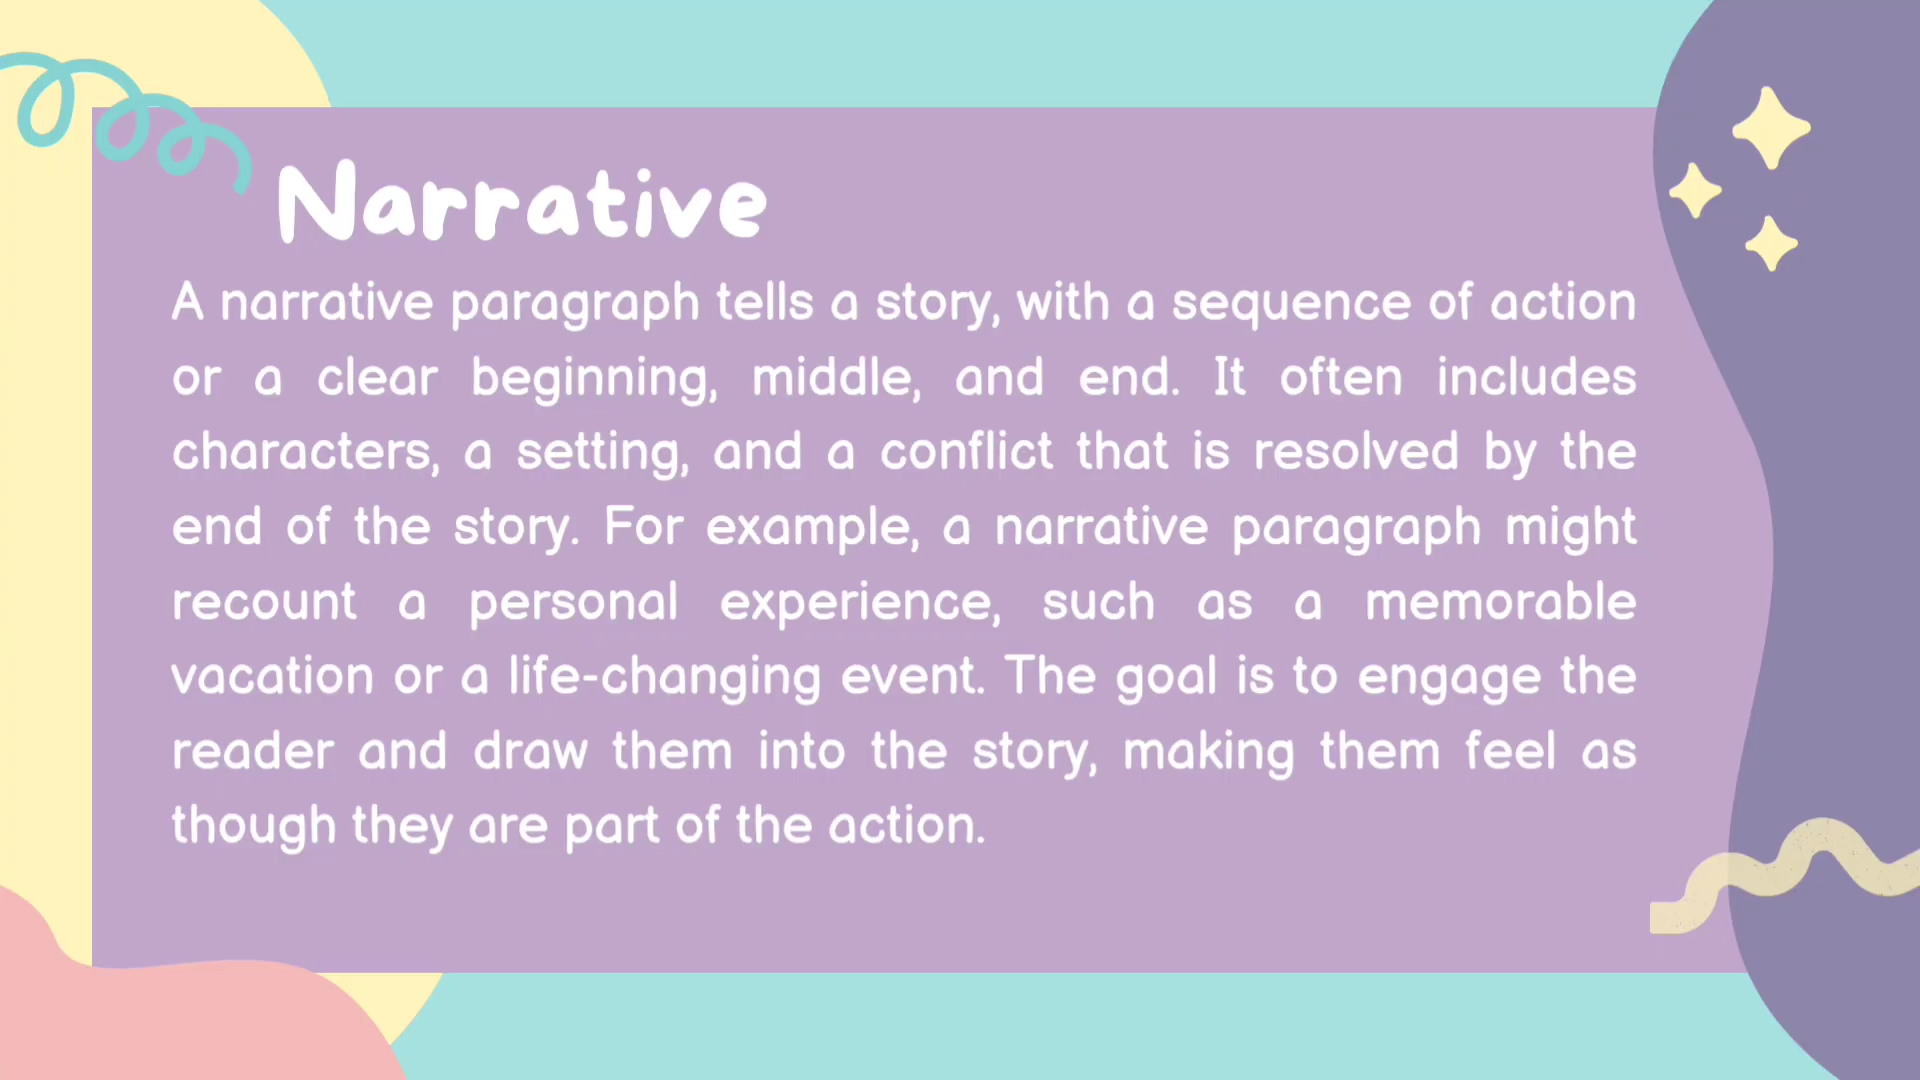 Narrative
A narrative paragraph tells a story, with a sequence of action
or a clear beginning, middle, and end. It often includes
characters, a setting, and a conflict that is resolved by the
end of the story. For example, a narrative paragraph might
recount a personal experience, such as a memorable
vacation or a life-changing event. The goal is to engage the
reader and draw them into the story, making them feel as
though they are part of the action.